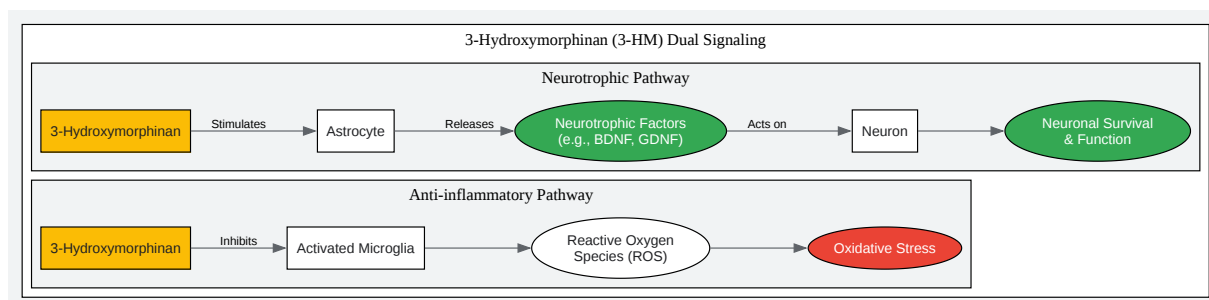 3-Hydroxymorphinan (3-HM) Dual Signaling
Neurotrophic Pathway
3-Hydroxymorphinan
Stimulates
Astrocyte
Releases
Neurotrophic Factors
(e.g., BDNF, GDNF)
Acts on
Neuron
Neuronal Survival
& Function
Anti-inflammatory Pathway
3-Hydroxymorphinan
Inhibits
Activated Microglia
Reactive Oxygen
Species (ROS)
Oxidative Stress